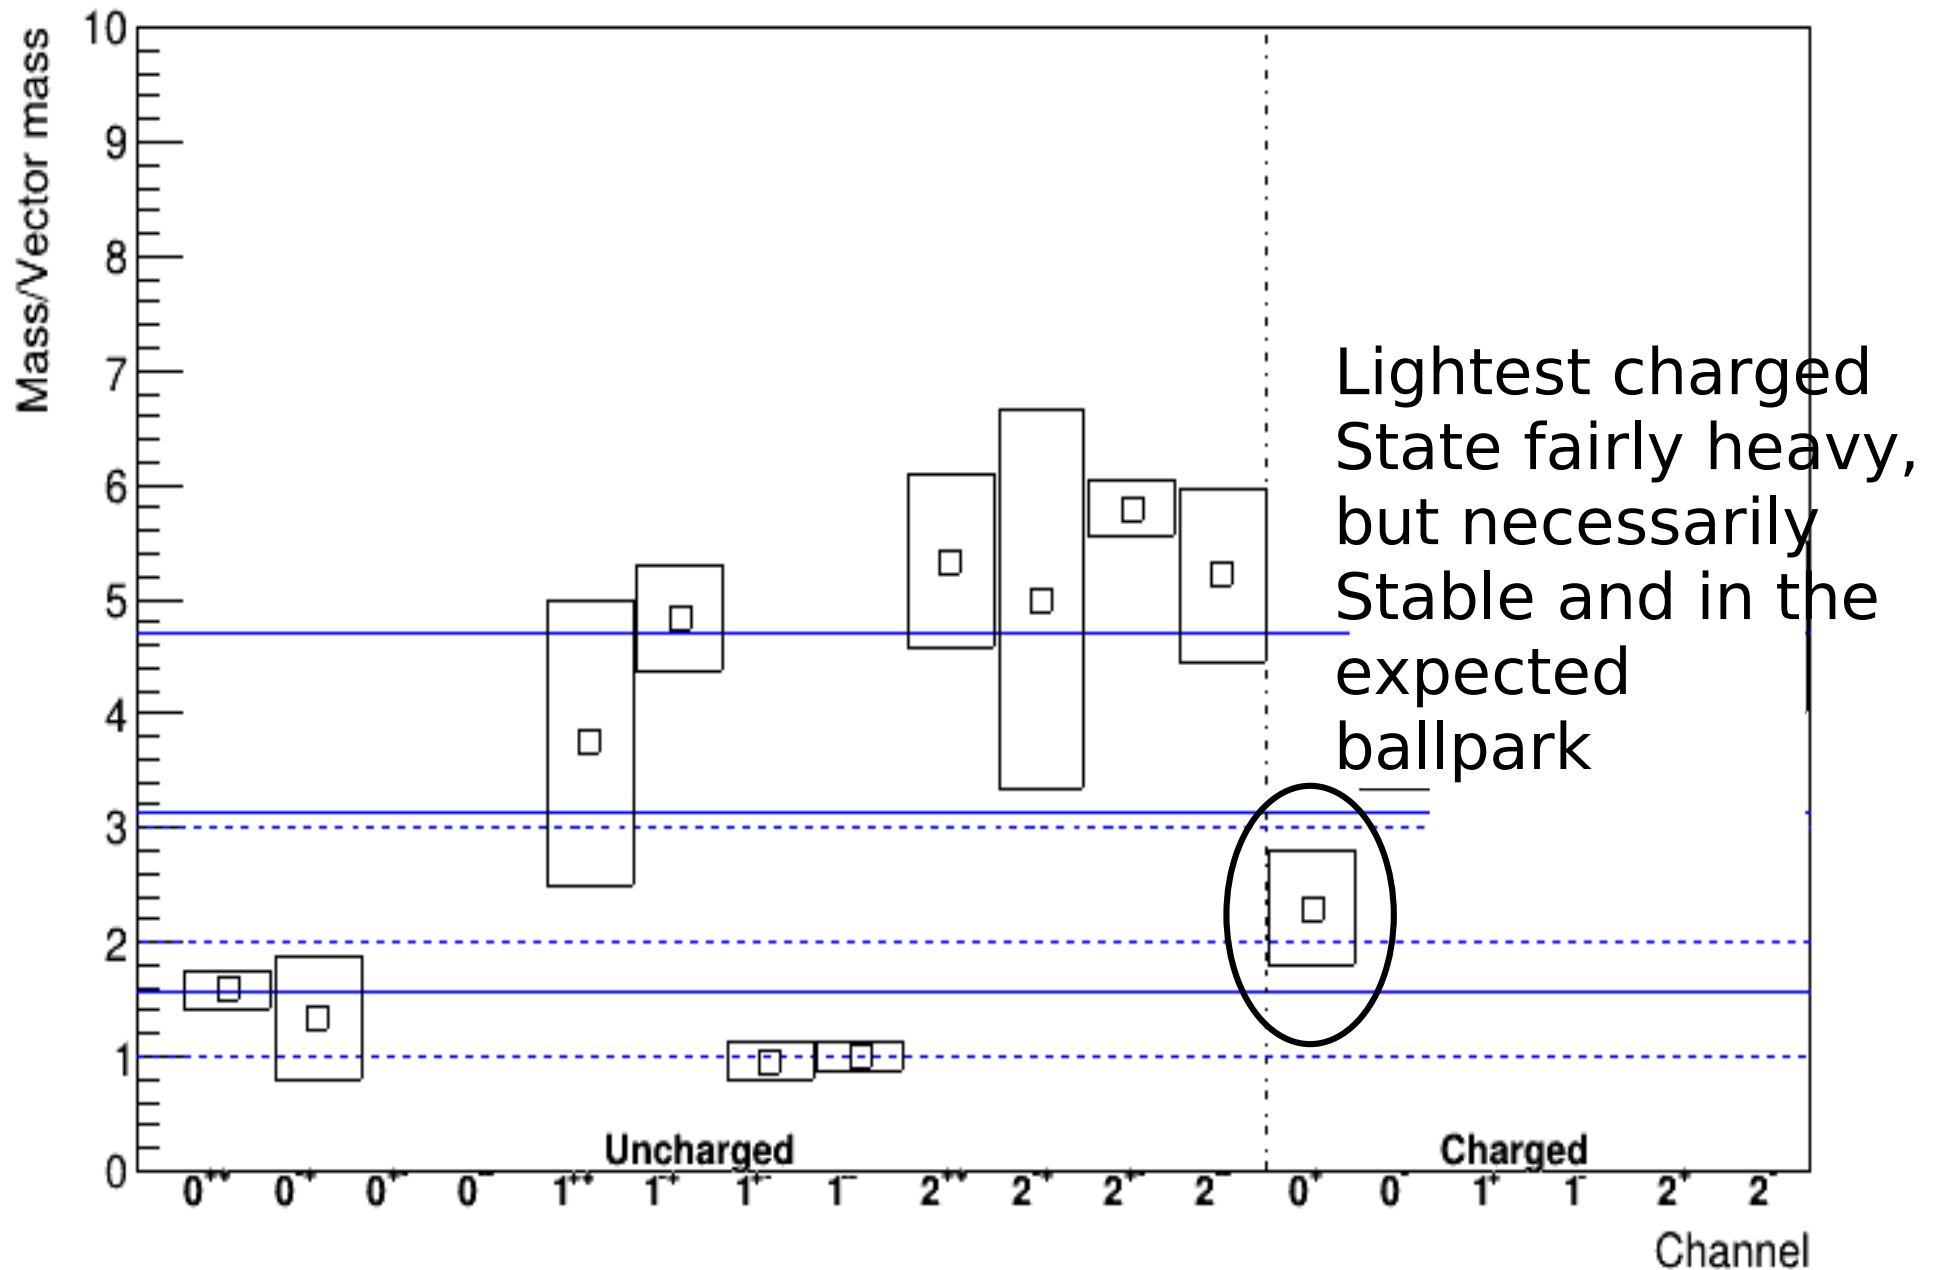 10
9
8
7
6
5
4
3
2
1
0
Mass/Vector mass
Lightest charged
State fairly heavy,
but necessarily
Stable and in the
expected
ballpark
Uncharged
Charged
0⁺⁺ 0⁻⁺ 0⁺⁻ 0⁻⁻ 1⁺⁺ 1⁻⁺ 1⁺⁻ 1⁻⁻ 2⁺⁺ 2⁻⁺ 2⁺⁻ 2⁻⁻ 0⁺ 0⁻ 1⁺ 1⁻ 2⁺ 2⁻
Channel